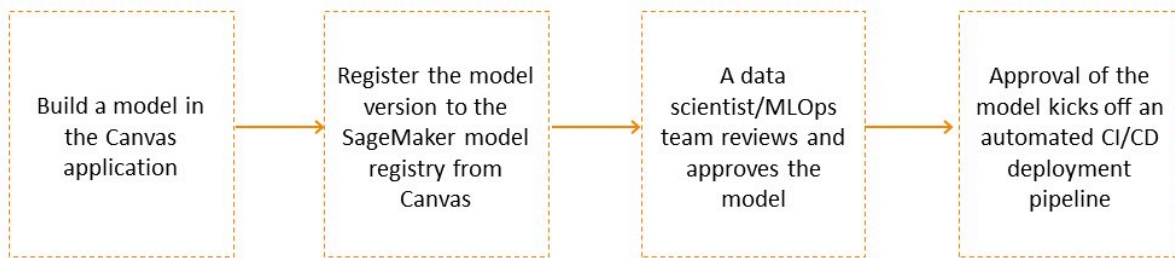 Build a model in
the Canvas
application
Register the model
version to the
SageMaker model
registry from
Canvas
A data
scientist/MLOps
team reviews and
approves the
model
Approval of the
model kicks off an
automated CI/CD
deployment
pipeline